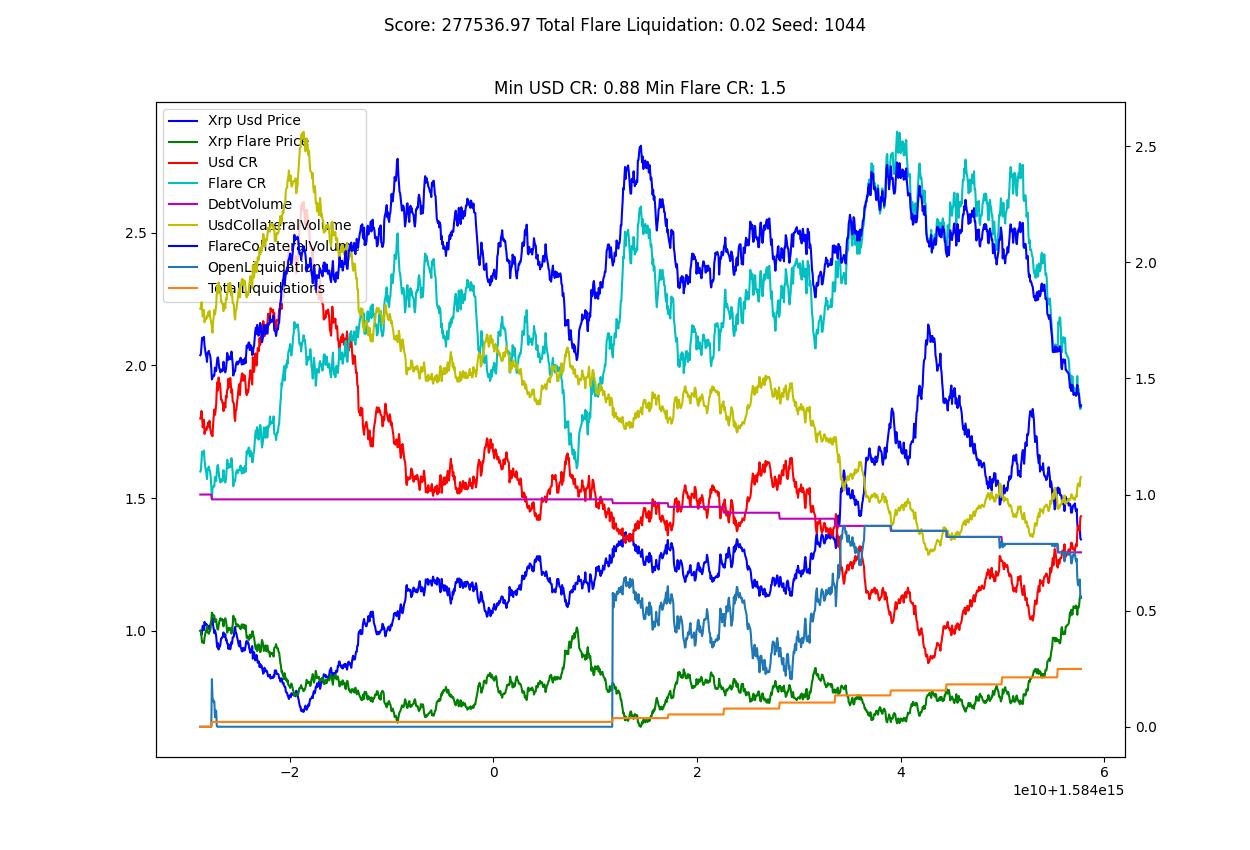 Score: 277536.97 Total Flare Liquidation: 0.02 Seed: 1044
Min USD CR: 0.88 Min Flare CR: 1.5
Xrp Usd Price
Xrp Flare Price
Usd CR
Flare CR
DebtVolume
UsdCollateralVolume
FlareCollateralVolume
OpenLiquidations
TotalLiquidations
2.5
2.0
1.5
1.0
2.5
2.0
1.5
1.0
0.5
0.0
−2 0 2 4 6
1e10+1.584e15